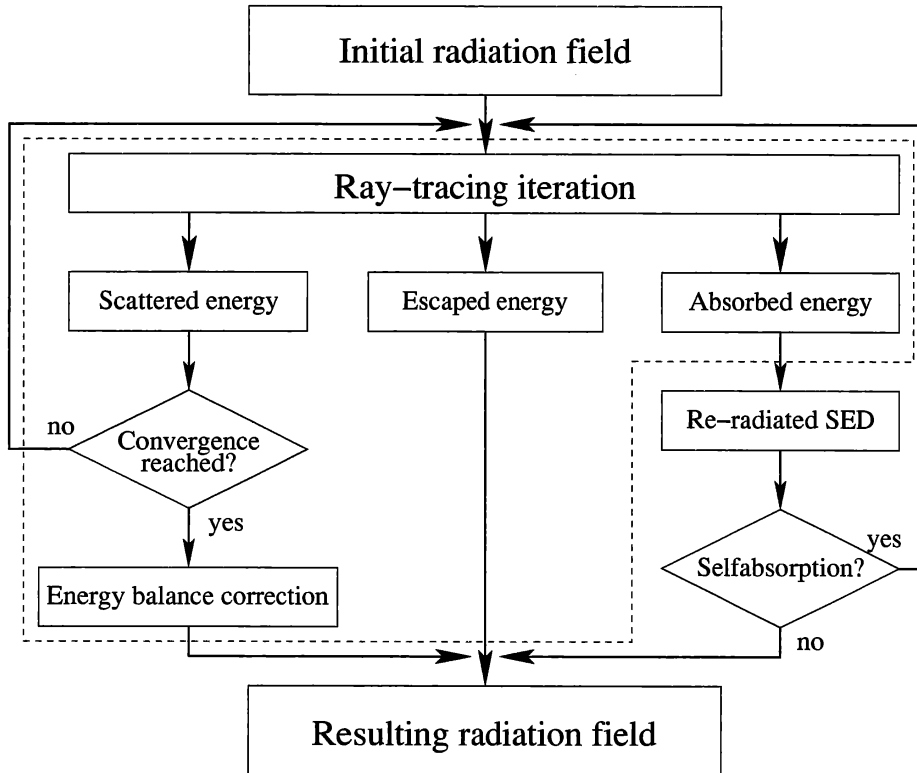 Initial radiation field
Ray–tracing iteration
Scattered energy
Escaped energy
Absorbed energy
no
Convergence
reached?
yes
Energy balance correction
Re–radiated SED
Selfabsorption?
yes
no
Resulting radiation field